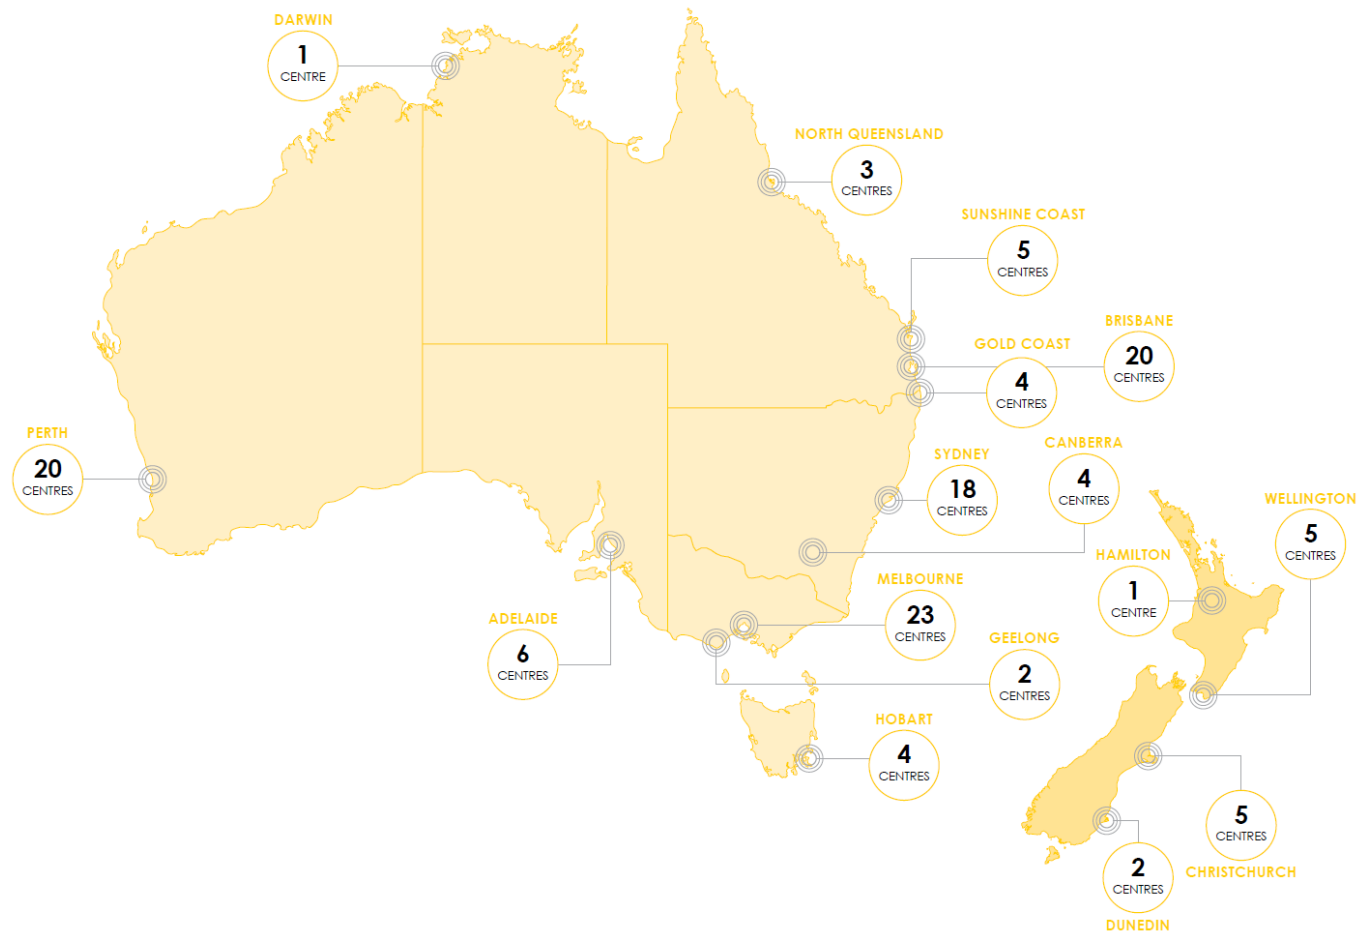 DARWIN
1
CENTRE
NORTH QUEENSLAND
3
CENTRES
SUNSHINE COAST
5
CENTRES
BRISBANE
20
CENTRES
GOLD COAST
4
CENTRES
PERTH
20
CENTRES
CANBERRA
4
CENTRES
SYDNEY
18
CENTRES
WELLINGTON
5
CENTRES
HAMILTON
1
CENTRE
MELBOURNE
23
CENTRES
ADELAIDE
6
CENTRES
GEELONG
2
CENTRES
HOBART
4
CENTRES
5
CENTRES
CHRISTCHURCH
2
CENTRES
DUNEDIN